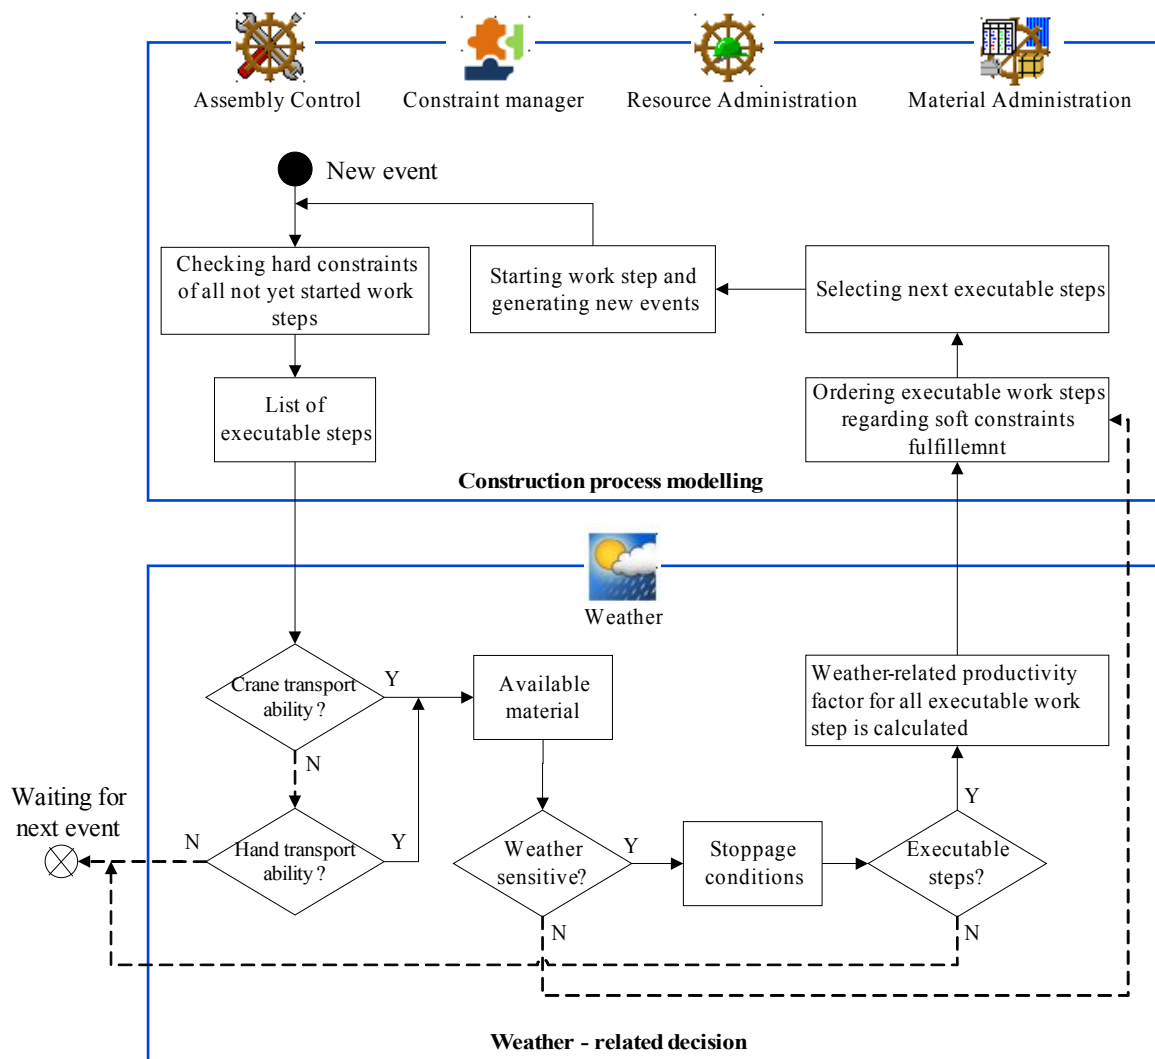 Assembly Control
Constraint manager
Resource Administration
Material Administration
New event
Checking hard constraints
of all not yet started work
steps
Starting work step and
generating new events
Selecting next executable steps
List of
executable steps
Ordering executable work steps
regarding soft constraints
fulfillemnt
Construction process modelling
Weather
Crane transport
ability ?
Y
N
Available
material
Weather-related productivity
factor for all executable work
step is calculated
Waiting for
next event
N
Hand transport
ability ?
Y
Weather
sensitive?
Y
N
Stoppage
conditions
Executable
steps?
Y
N
Weather - related decision